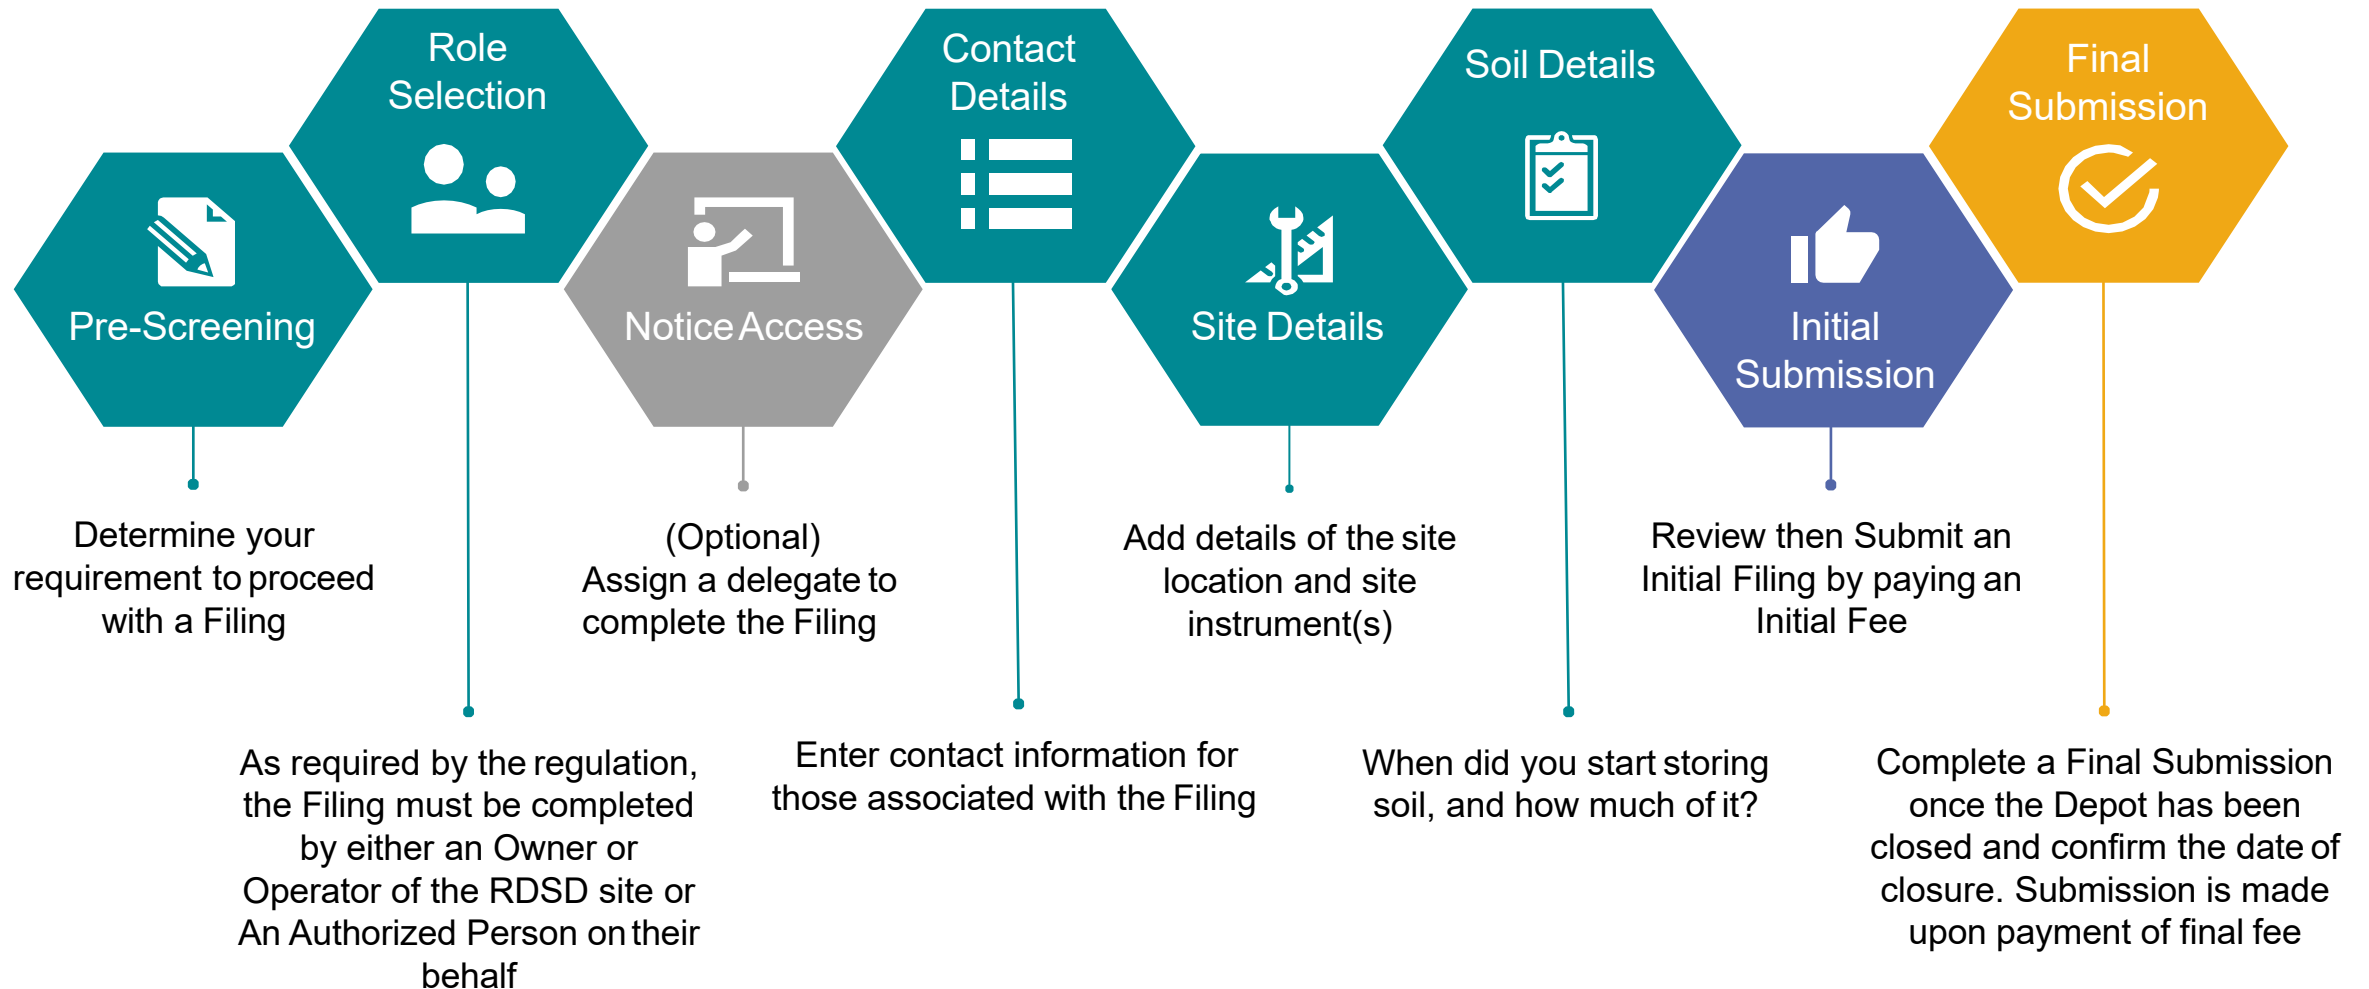 Pre-Screening
Determine your
requirement to proceed
with a Filing
Role
Selection
As required by the regulation,
the Filing must be completed
by either an Owner or
Operator of the RDSD site or
An Authorized Person on their
behalf
Notice Access
(Optional)
Assign a delegate to
complete the Filing
Contact
Details
Enter contact information for
those associated with the Filing
Site Details
Add details of the site
location and site
instrument(s)
Soil Details
When did you start storing
soil, and how much of it?
Initial
Submission
Review then Submit an
Initial Filing by paying an
Initial Fee
Final
Submission
Complete a Final Submission
once the Depot has been
closed and confirm the date of
closure. Submission is made
upon payment of final fee